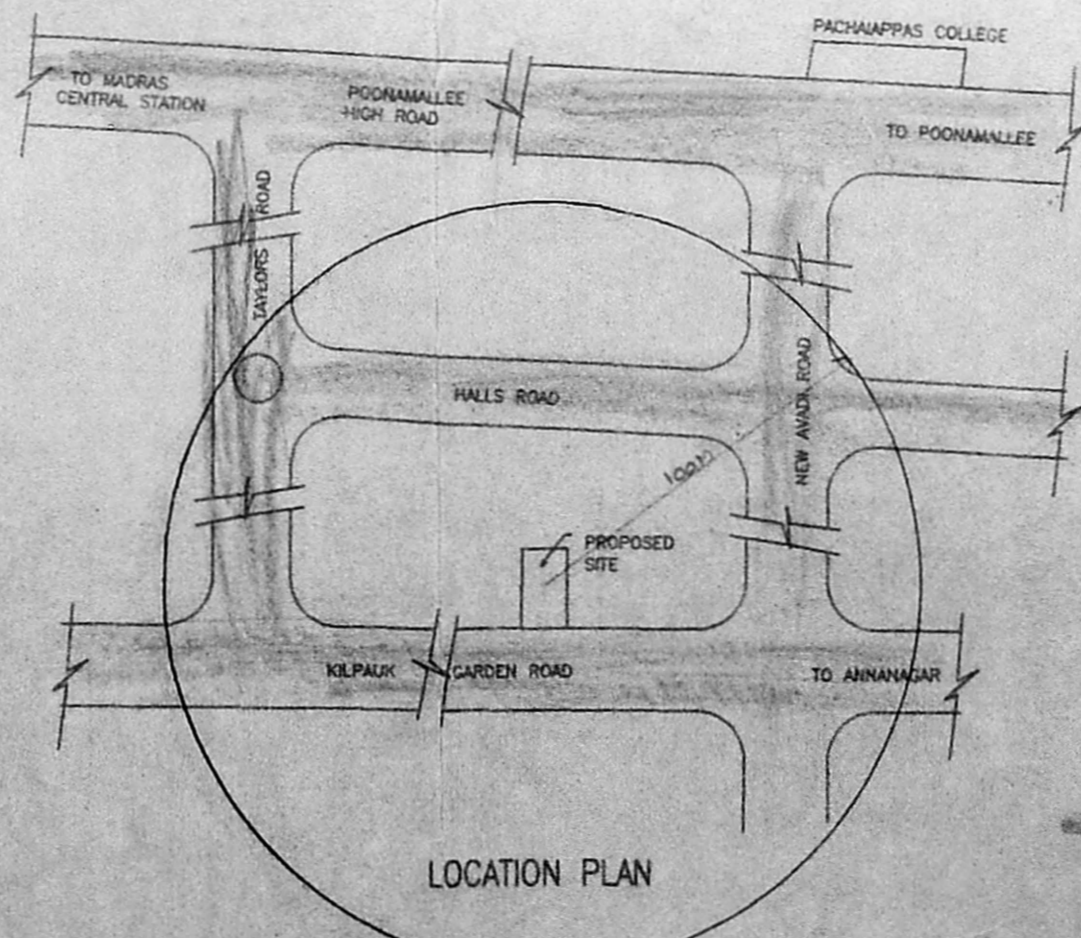 PACHAIAPPAS COLLEGE
TO MADRAS
CENTRAL STATION
POONAMALLEE
HIGH ROAD
TO POONAMALLEE
TAYLORS ROAD
HALLS ROAD
NEW AVADI ROAD
100M
PROPOSED
SITE
KILPAUK GARDEN ROAD
TO ANNANAGAR
LOCATION PLAN